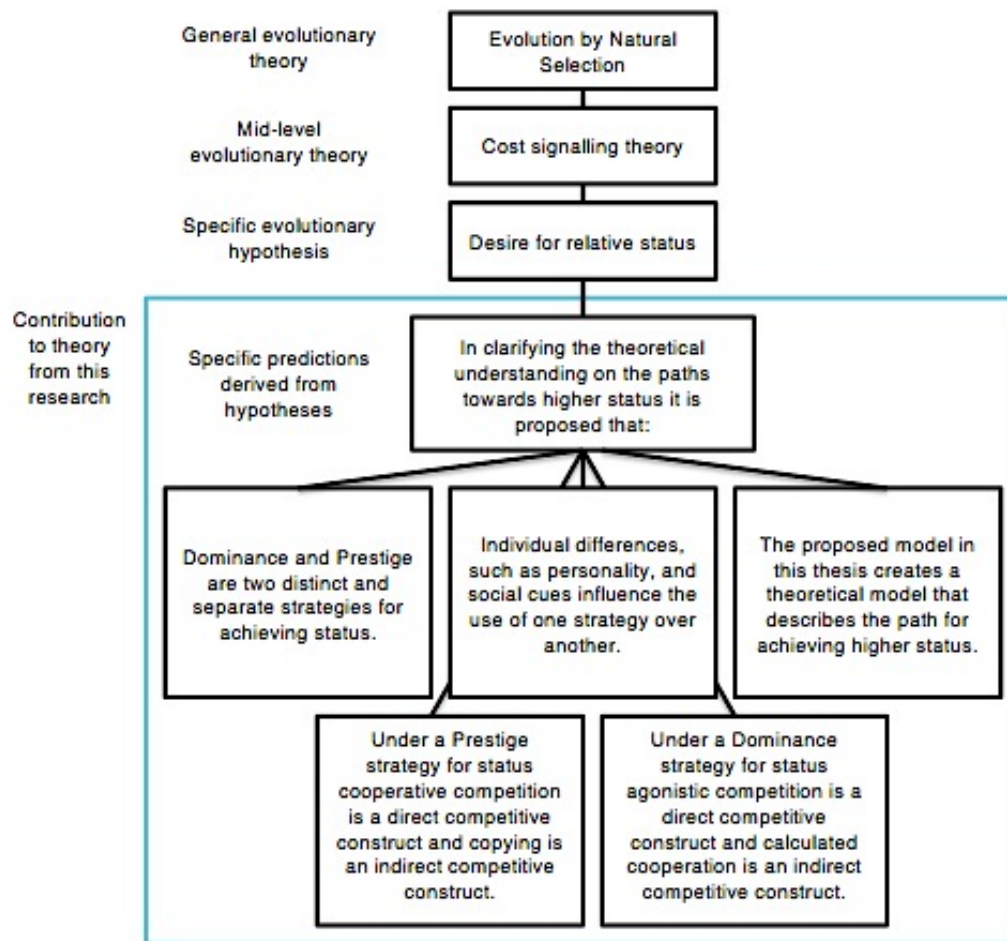 General evolutionary
theory
Evolution by Natural
Selection
Mid-level
evolutionary theory
Cost signalling theory
Specific evolutionary
hypothesis
Desire for relative status
Contribution
to theory
from this
research
Specific predictions
derived from
hypotheses
In clarifying the theoretical
understanding on the paths
towards higher status it is
proposed that:
Dominance and Prestige
are two distinct and
separate strategies for
achieving status.
Individual differences,
such as personality, and
social cues influence the
use of one strategy over
another.
The proposed model in
this thesis creates a
theoretical model that
describes the path for
achieving higher status.
Under a Prestige
strategy for status
cooperative competition
is a direct competitive
construct and copying is
an indirect competitive
construct.
Under a Dominance
strategy for status
agonistic competition is a
direct competitive
construct and calculated
cooperation is an indirect
competitive construct.